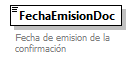 FechaEmisionDoc
Fecha de emision de la
confirmación